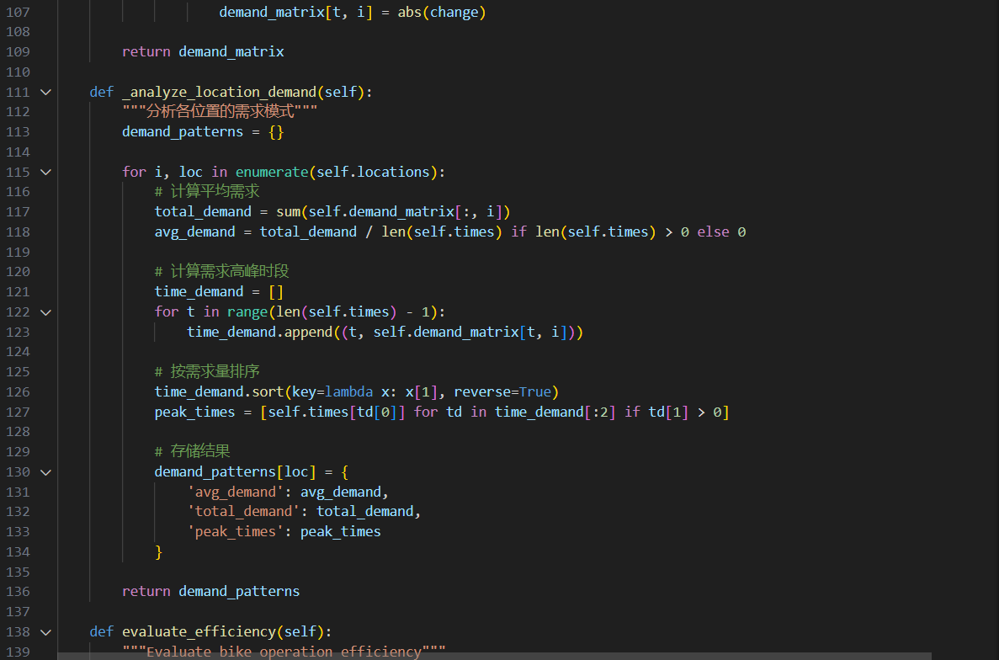 107 demand_matrix[t, i] = abs(change)
108
109 return demand_matrix
110
111 def _analyze_location_demand(self):
112 """分析各位置的需求模式"""
113 demand_patterns = {}
114
115 for i, loc in enumerate(self.locations):
116 # 计算平均需求
117 total_demand = sum(self.demand_matrix[:, i])
118 avg_demand = total_demand / len(self.times) if len(self.times) > 0 else 0
119
120 # 计算需求高峰时段
121 time_demand = []
122 for t in range(len(self.times) - 1):
123 time_demand.append((t, self.demand_matrix[t, i]))
124
125 # 按需求量排序
126 time_demand.sort(key=lambda x: x[1], reverse=True)
127 peak_times = [self.times[td[0]] for td in time_demand[:2] if td[1] > 0]
128
129 # 存储结果
130 demand_patterns[loc] = {
131 'avg_demand': avg_demand,
132 'total_demand': total_demand,
133 'peak_times': peak_times
134 }
135
136 return demand_patterns
137
138 def evaluate_efficiency(self):
139 """Evaluate bike operation efficiency"""